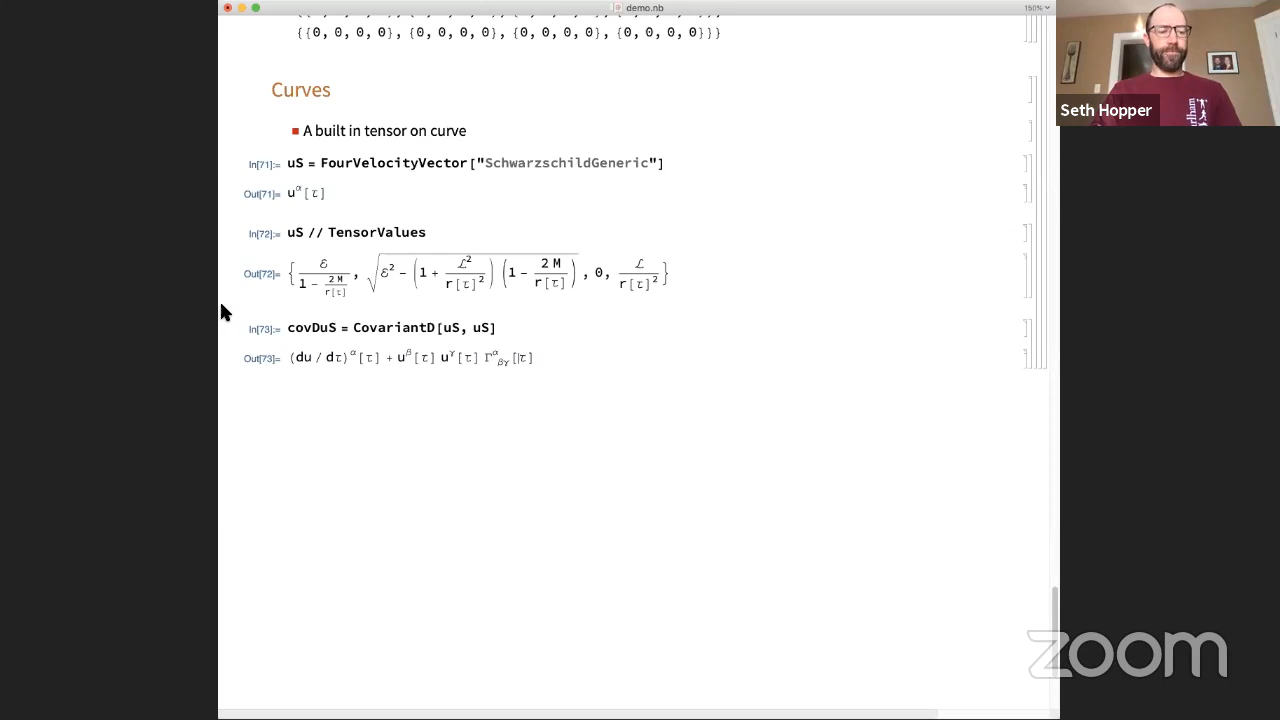 demo.nb
150%
{{0, 0, 0, 0}, {0, 0, 0, 0}, {0, 0, 0, 0}, {0, 0, 0, 0}}}
Curves
A built in tensor on curve
In[71]:= uS = FourVelocityVector["SchwarzschildGeneric"]
Out[71]= u^α[τ]
In[72]:= uS // TensorValues
Out[72]= {ℰ/(1 - 2 M/r[τ]), √(ℰ^2 - (1 + ℒ^2/r[τ]^2) (1 - 2 M/r[τ])), 0, ℒ/r[τ]^2}
In[73]:= covDuS = CovariantD[uS, uS]
Out[73]= (du / dτ)^α[τ] + u^β[τ] u^γ[τ] Γ^α_βγ[τ]
Seth Hopper
zoom